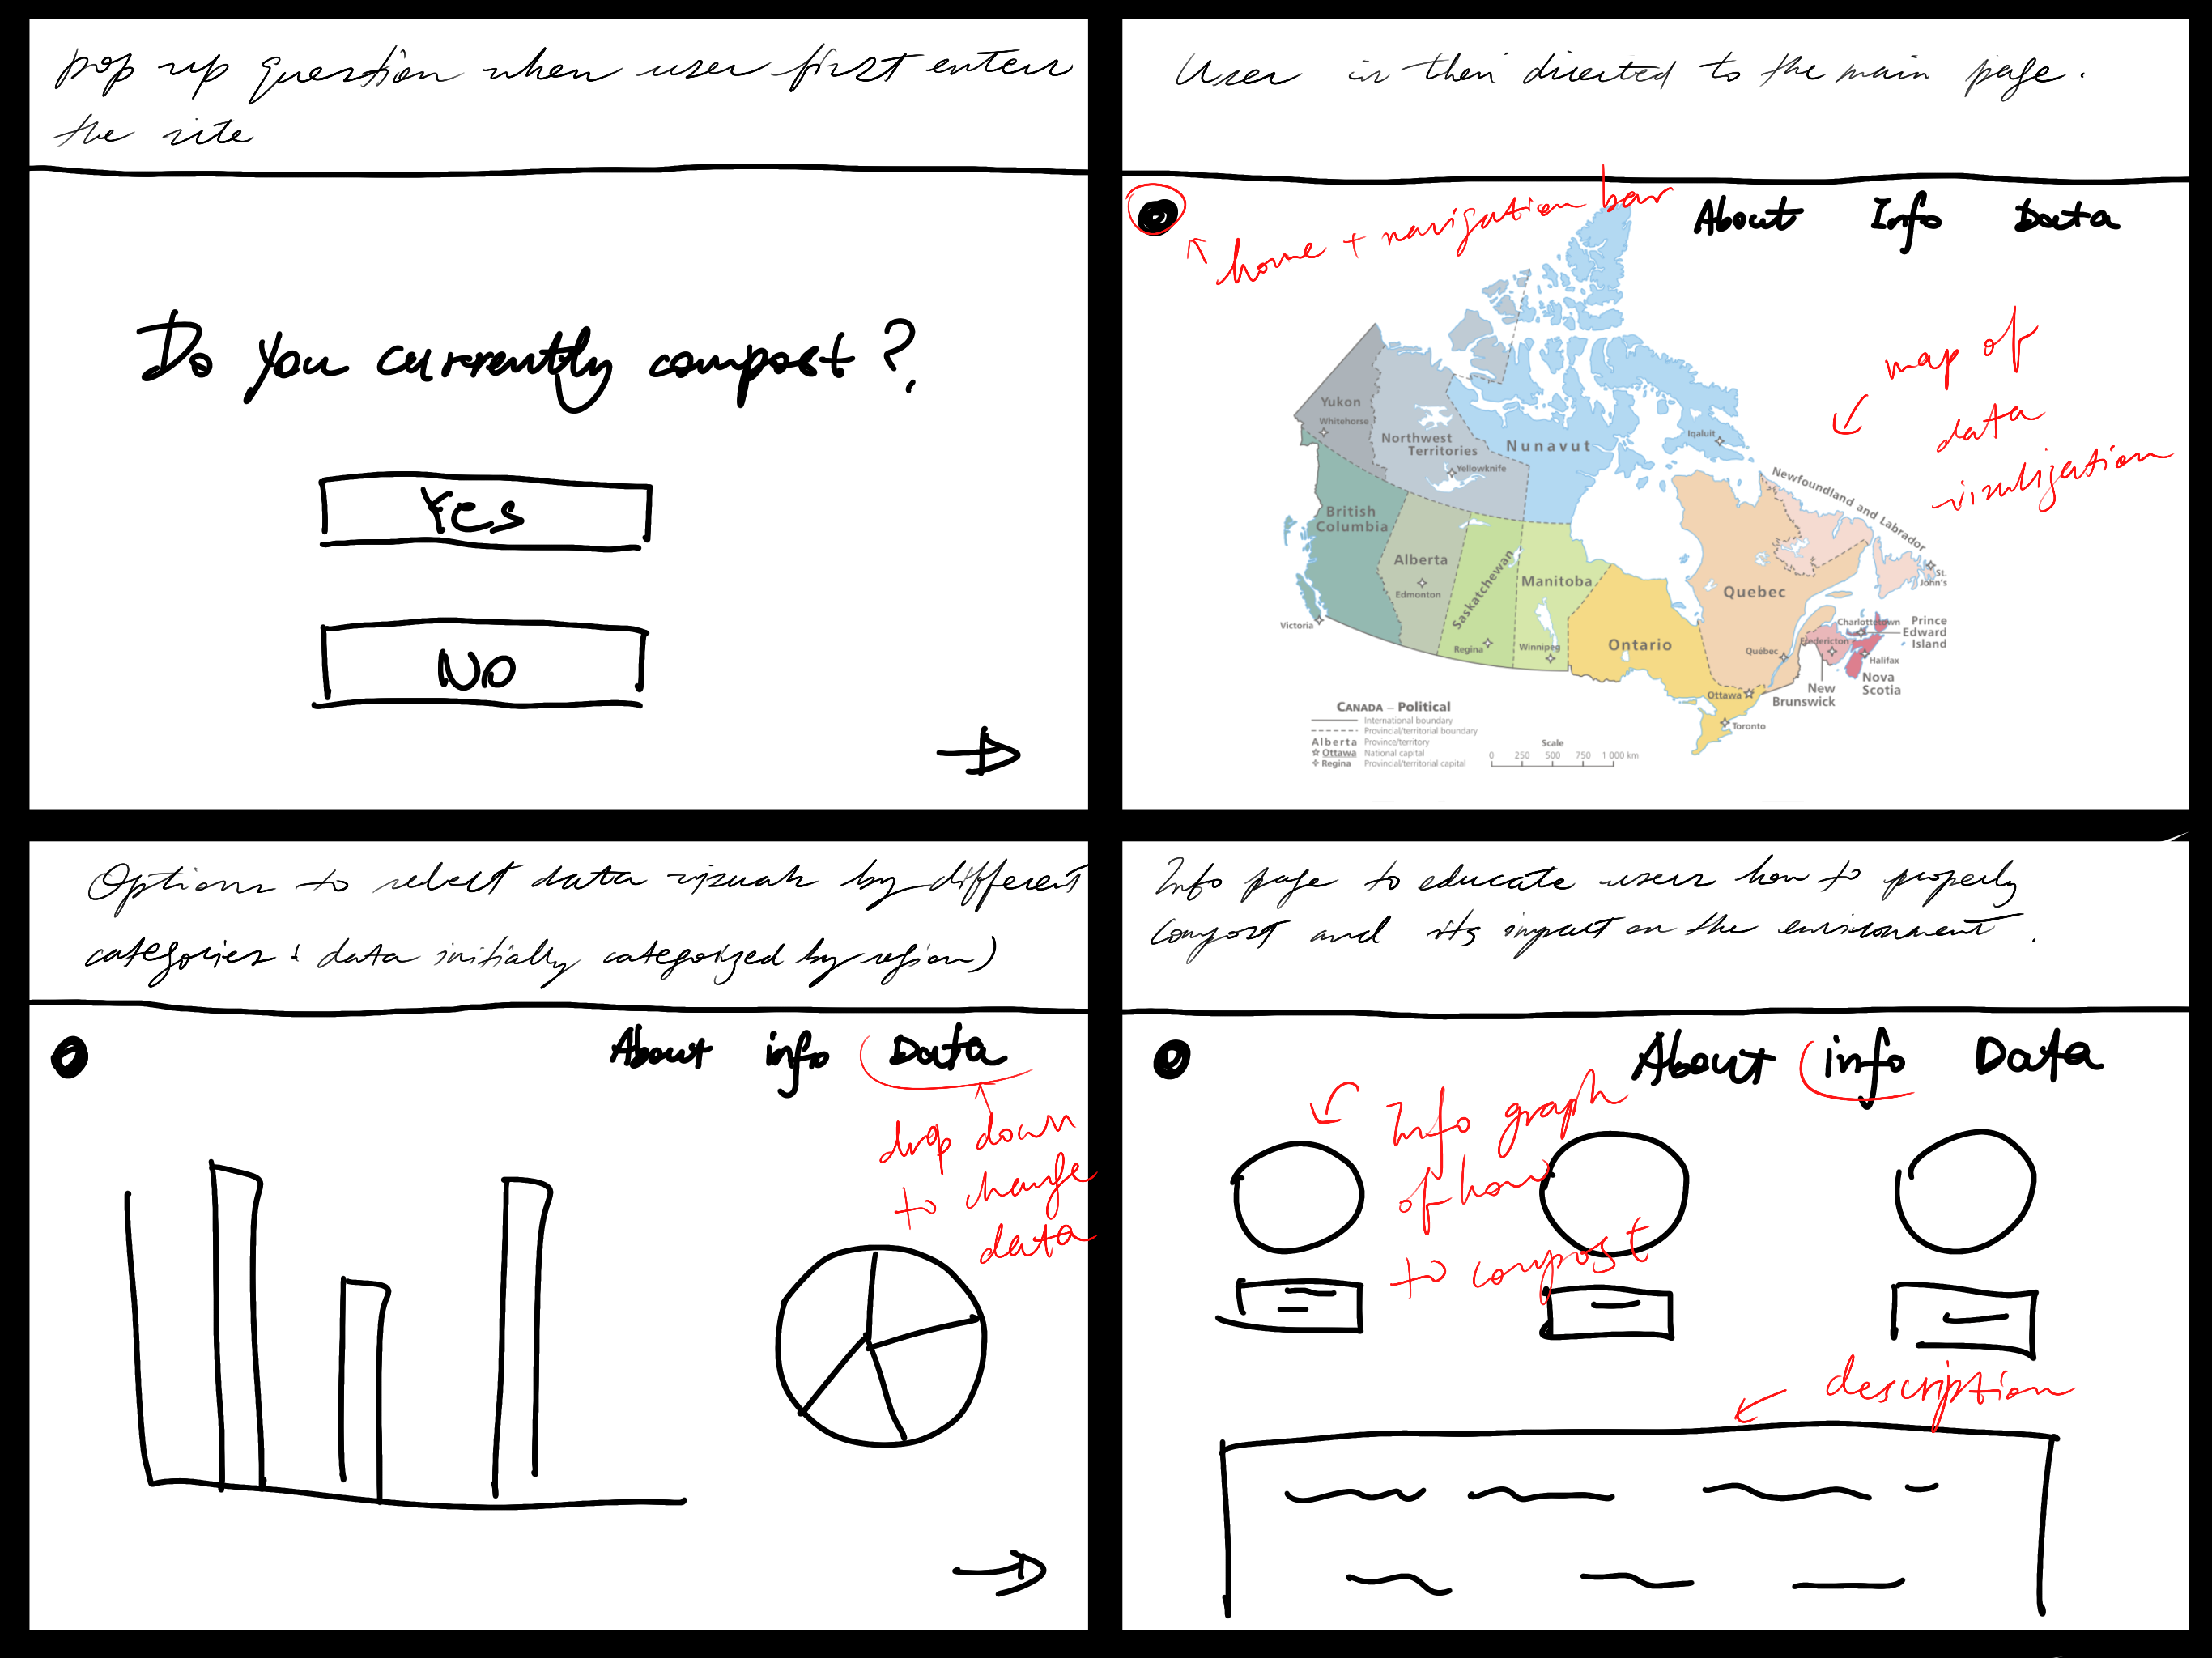 pop up question when user first enters
the site
Do you currently compost?
Yes
No
User is then directed to the main page.
home + navigation bar
About Info Data
map of
data
visulization
Yukon
Whitehorse
Northwest
Territories
Yellowknife
Nunavut
Iqaluit
British
Columbia
Victoria
Alberta
Edmonton
Saskatchewan
Regina
Manitoba
Winnipeg
Ontario
Ottawa
Toronto
Quebec
Québec
Newfoundland and Labrador
St.
John's
Charlottetown
Prince
Edward
Island
Fredericton
Halifax
Nova
Scotia
New
Brunswick
CANADA – Political
International boundary
Provincial/territorial boundary
Alberta Province/territory
Ottawa National capital
Regina Provincial/territorial capital
Scale
0 250 500 750 1 000 km
Options to select data visuals by different
categories data initially categorized by region)
About info Data
drop down
to change
data
Info page to educate users how to properly
compost and its impact on the environment.
About info Data
Info graph
of how
to compost
description